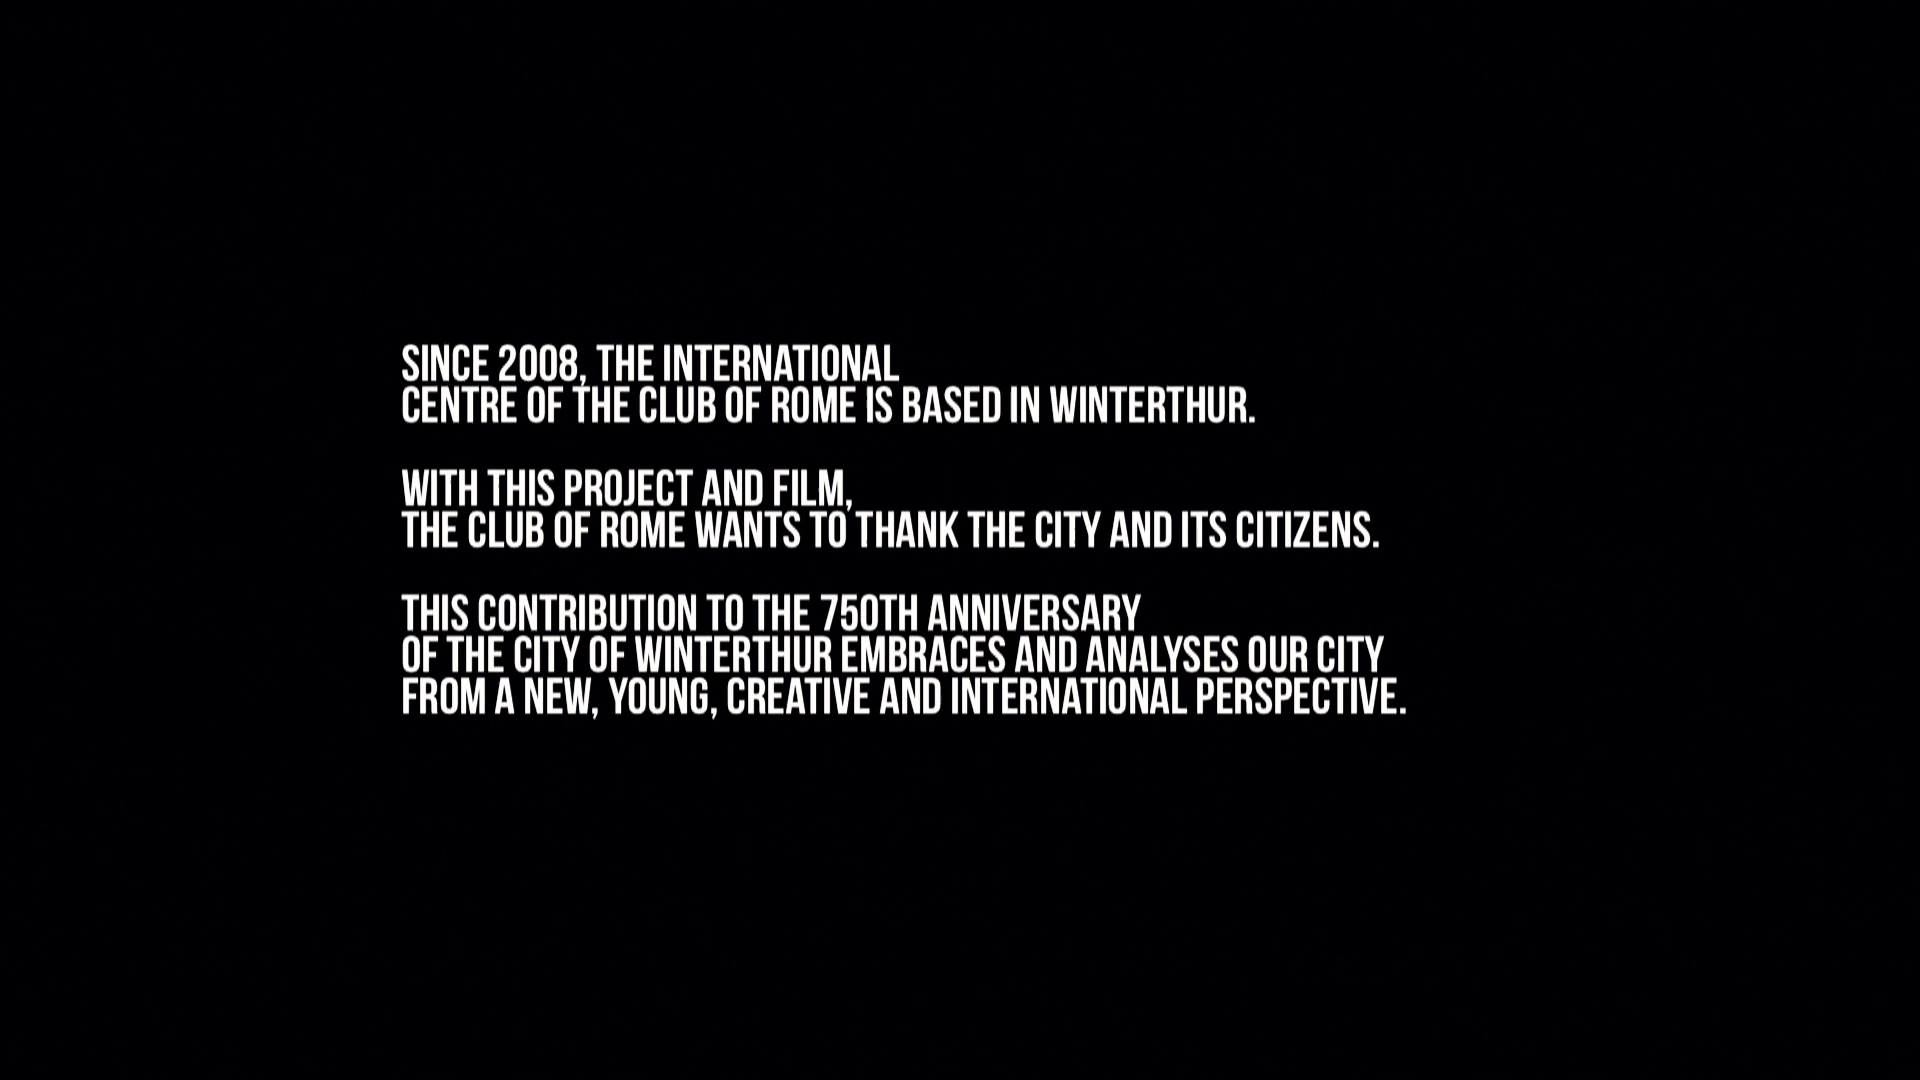 SINCE 2008, THE INTERNATIONAL
CENTRE OF THE CLUB OF ROME IS BASED IN WINTERTHUR.
WITH THIS PROJECT AND FILM,
THE CLUB OF ROME WANTS TO THANK THE CITY AND ITS CITIZENS.
THIS CONTRIBUTION TO THE 750TH ANNIVERSARY
OF THE CITY OF WINTERTHUR EMBRACES AND ANALYSES OUR CITY
FROM A NEW, YOUNG, CREATIVE AND INTERNATIONAL PERSPECTIVE.